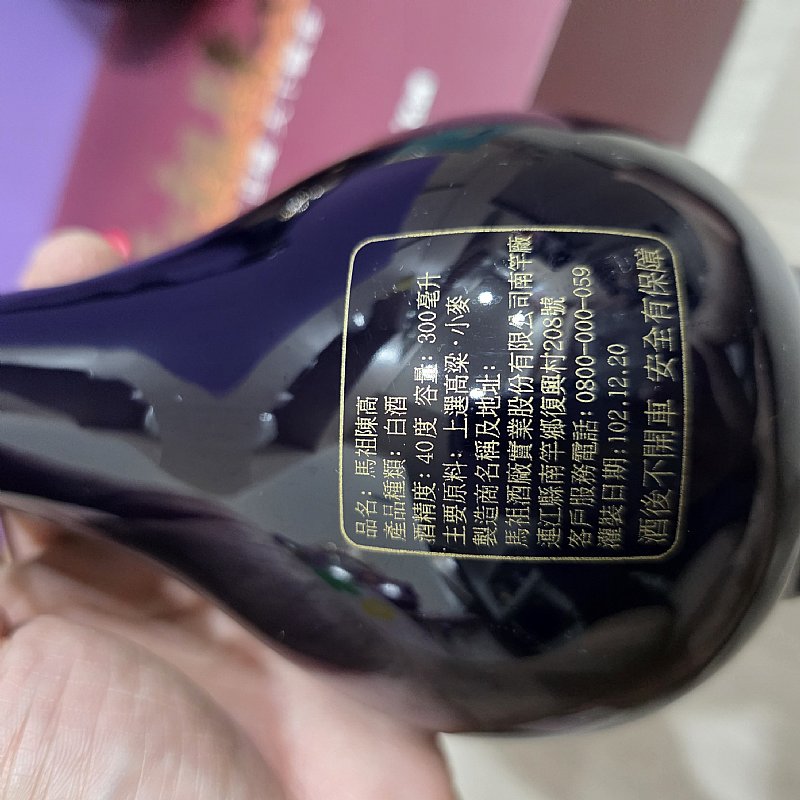 品名：馬祖陳高
產品種類：白酒
酒精度：40度 容量：300毫升
主要原料：上選高粱·小麥
製造商名稱及地址：
馬祖酒廠實業股份有限公司南竿廠
連江縣南竿鄉復興村208號
客戶服務電話：0800-000-059
灌裝日期:102.12.20
酒後不開車 安全有保障